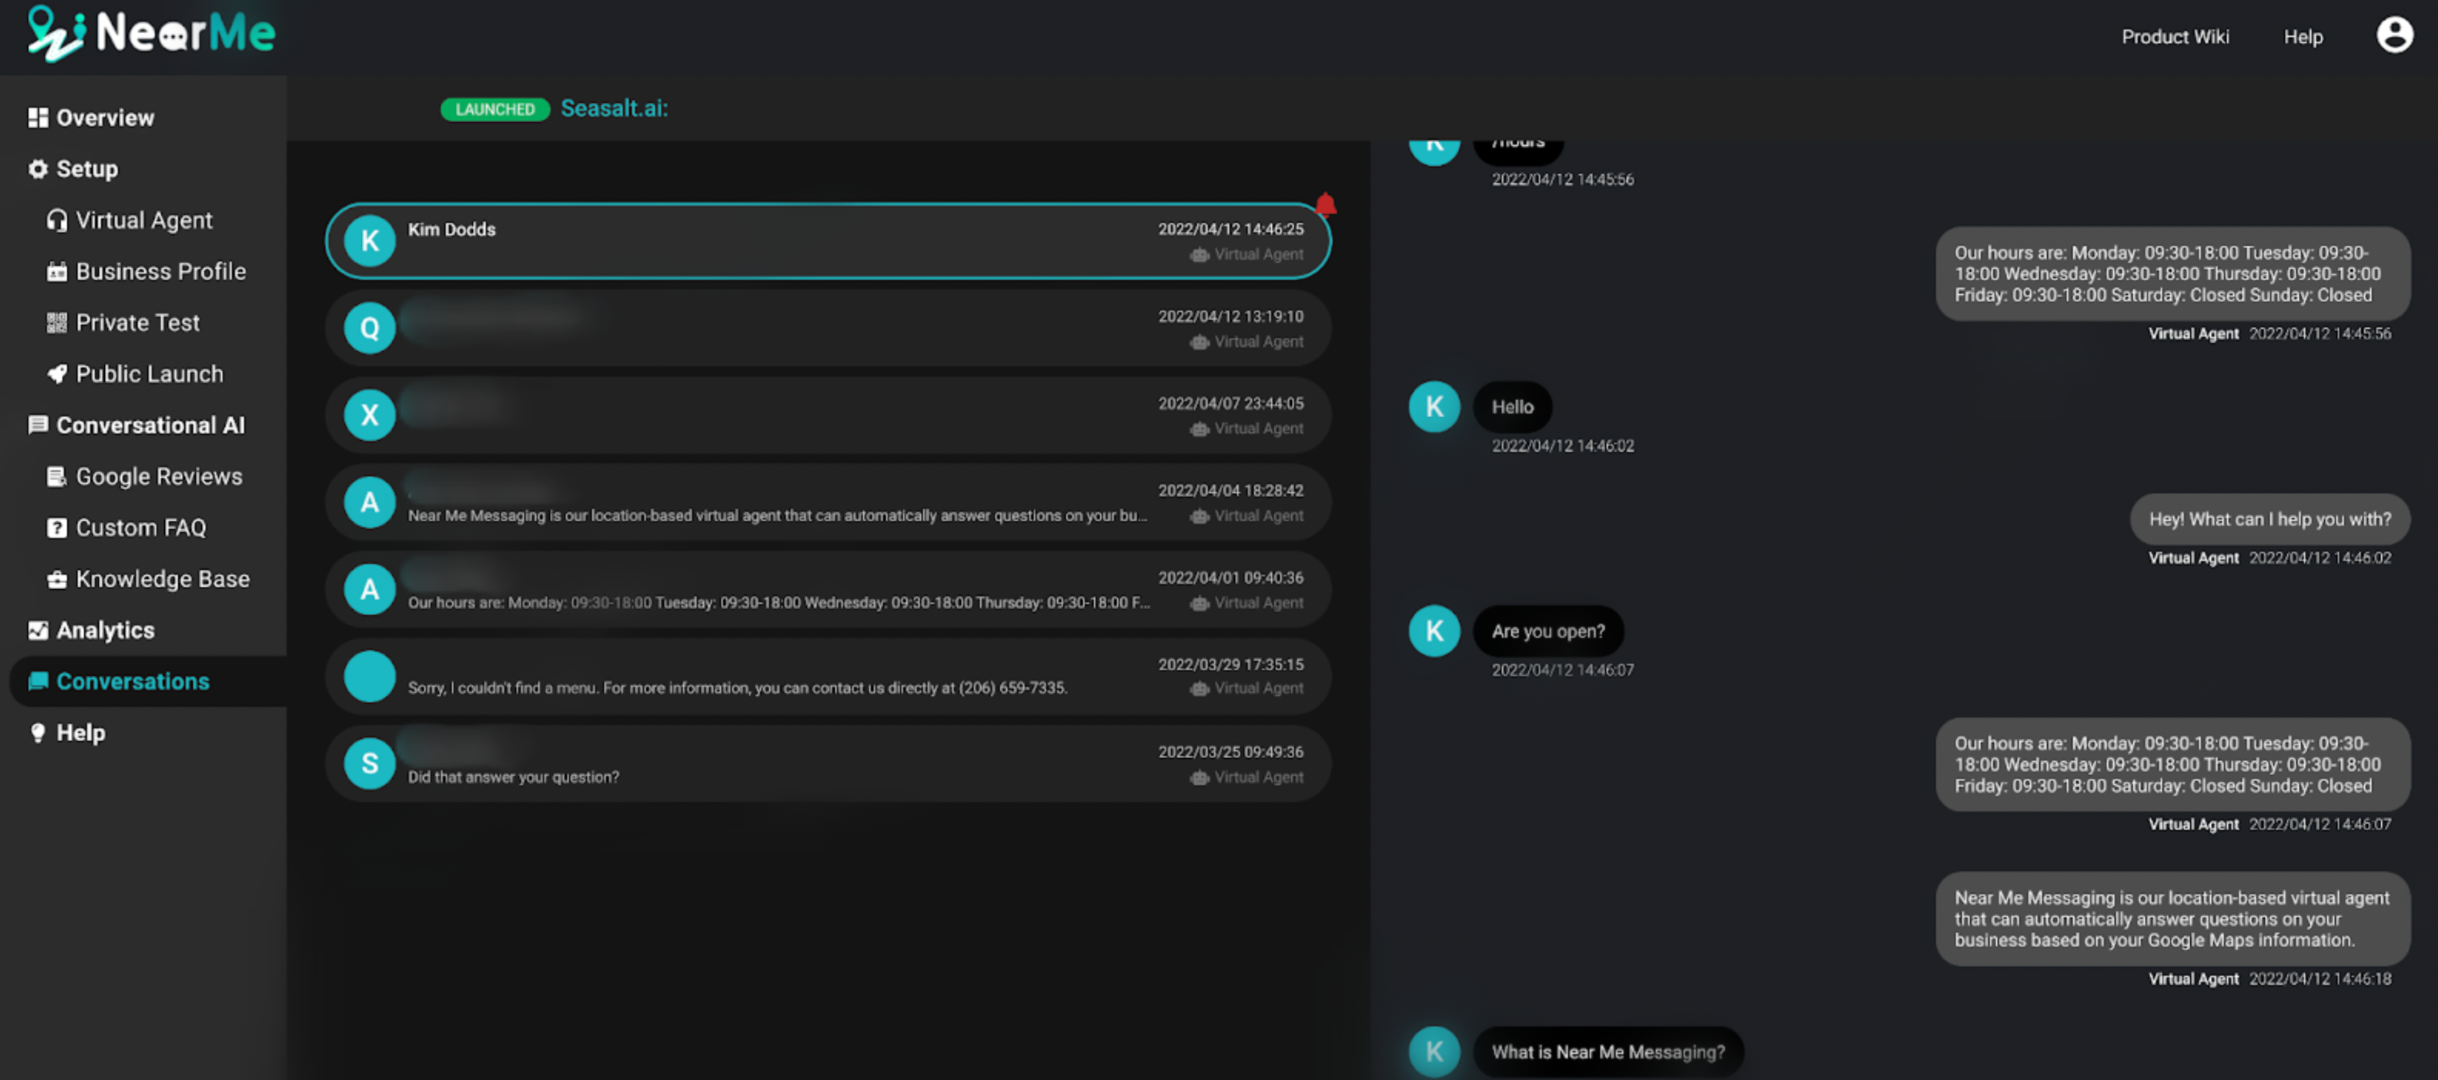 NearMe
Product Wiki
Help
Overview
Setup
Virtual Agent
Business Profile
Private Test
Public Launch
Conversational AI
Google Reviews
Custom FAQ
Knowledge Base
Analytics
Conversations
Help
LAUNCHED
Seasalt.ai:
K
Kim Dodds
2022/04/12 14:46:25
Virtual Agent
Q
2022/04/12 13:19:10
Virtual Agent
X
2022/04/07 23:44:05
Virtual Agent
A
2022/04/04 18:28:42
Near Me Messaging is our location-based virtual agent that can automatically answer questions on your bu...
Virtual Agent
A
2022/04/01 09:40:36
Our hours are: Monday: 09:30-18:00 Tuesday: 09:30-18:00 Wednesday: 09:30-18:00 Thursday: 09:30-18:00 F...
Virtual Agent
2022/03/29 17:35:15
Sorry, I couldn't find a menu. For more information, you can contact us directly at (206) 659-7335.
Virtual Agent
S
2022/03/25 09:49:36
Did that answer your question?
Virtual Agent
K
/hours
2022/04/12 14:45:56
Our hours are: Monday: 09:30-18:00 Tuesday: 09:30-
18:00 Wednesday: 09:30-18:00 Thursday: 09:30-18:00
Friday: 09:30-18:00 Saturday: Closed Sunday: Closed
Virtual Agent 2022/04/12 14:45:56
K
Hello
2022/04/12 14:46:02
Hey! What can I help you with?
Virtual Agent 2022/04/12 14:46:02
K
Are you open?
2022/04/12 14:46:07
Our hours are: Monday: 09:30-18:00 Tuesday: 09:30-
18:00 Wednesday: 09:30-18:00 Thursday: 09:30-18:00
Friday: 09:30-18:00 Saturday: Closed Sunday: Closed
Virtual Agent 2022/04/12 14:46:07
Near Me Messaging is our location-based virtual agent
that can automatically answer questions on your
business based on your Google Maps information.
Virtual Agent 2022/04/12 14:46:18
K
What is Near Me Messaging?